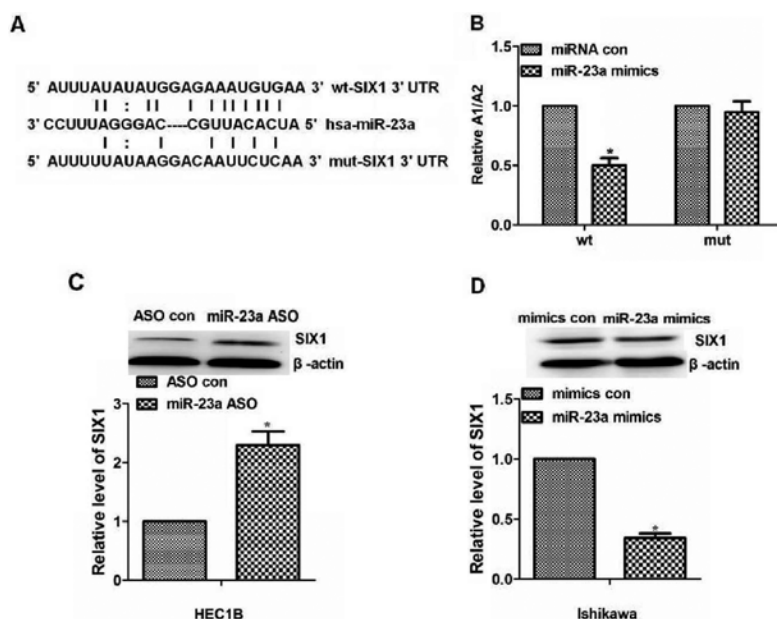 A
5' AUUUAUAUAUGGAGAAAUGUGAA 3' wt-SIX1 3' UTR
3' CCUUUAGGGAC----CGUUACACUA 5' hsa-miR-23a
5' AUUUUUAUAAGGACAAUUCUCAA 3' mut-SIX1 3' UTR
B
miRNA con
miR-23a mimics
Relative A1/A2
1.5
1.0
0.5
0.0
*
wt
mut
C
ASO con
miR-23a ASO
SIX1
β-actin
ASO con
miR-23a ASO
Relative level of SIX1
3
2
1
0
*
HEC1B
D
mimics con
miR-23a mimics
SIX1
β-actin
mimics con
miR-23a mimics
Relative level of SIX1
1.5
1.0
0.5
0.0
*
Ishikawa